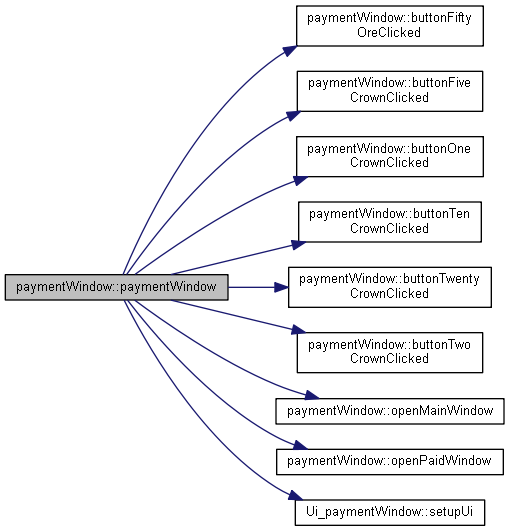 paymentWindow::buttonFifty
OreClicked
paymentWindow::buttonFive
CrownClicked
paymentWindow::buttonOne
CrownClicked
paymentWindow::buttonTen
CrownClicked
paymentWindow::paymentWindow
paymentWindow::buttonTwenty
CrownClicked
paymentWindow::buttonTwo
CrownClicked
paymentWindow::openMainWindow
paymentWindow::openPaidWindow
Ui_paymentWindow::setupUi